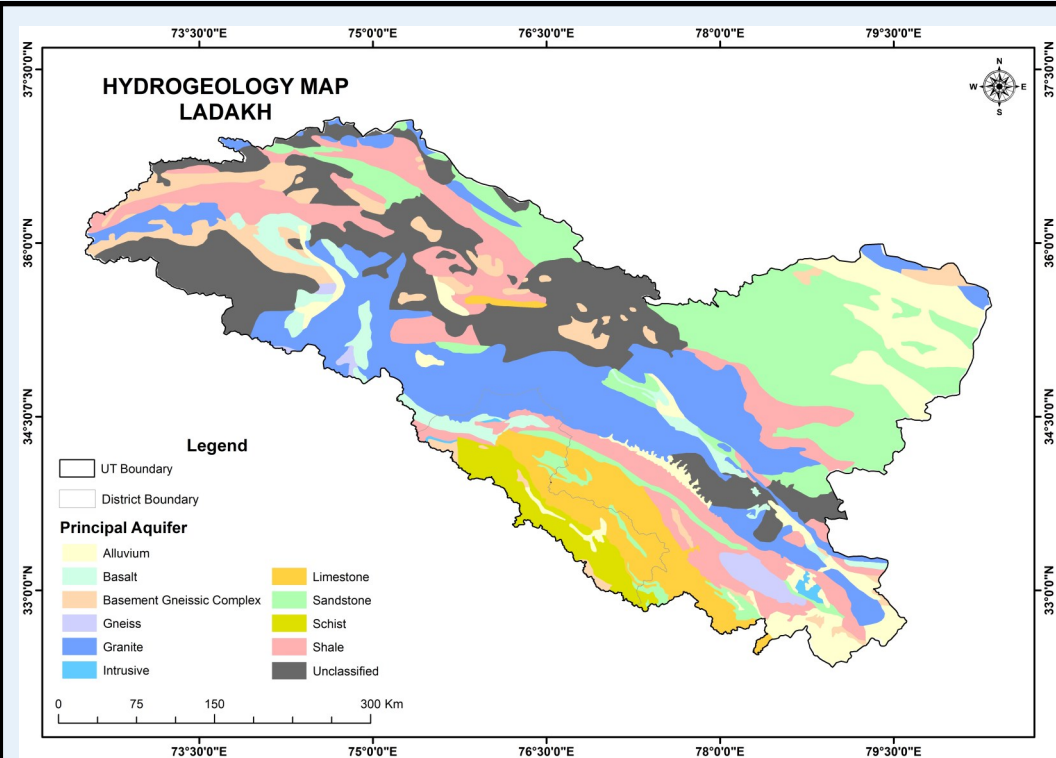 73°30'0"E 75°0'0"E 76°30'0"E 78°0'0"E 79°30'0"E
37°30'0"N
37°30'0"N
HYDROGEOLOGY MAP
LADAKH
N
W E
S
36°0'0"N
36°0'0"N
34°30'0"N
34°30'0"N
33°0'0"N
33°0'0"N
Legend
UT Boundary
District Boundary
Principal Aquifer
Alluvium
Basalt
Basement Gneissic Complex
Gneiss
Granite
Intrusive
Limestone
Sandstone
Schist
Shale
Unclassified
0 75 150 300 Km
73°30'0"E 75°0'0"E 76°30'0"E 78°0'0"E 79°30'0"E